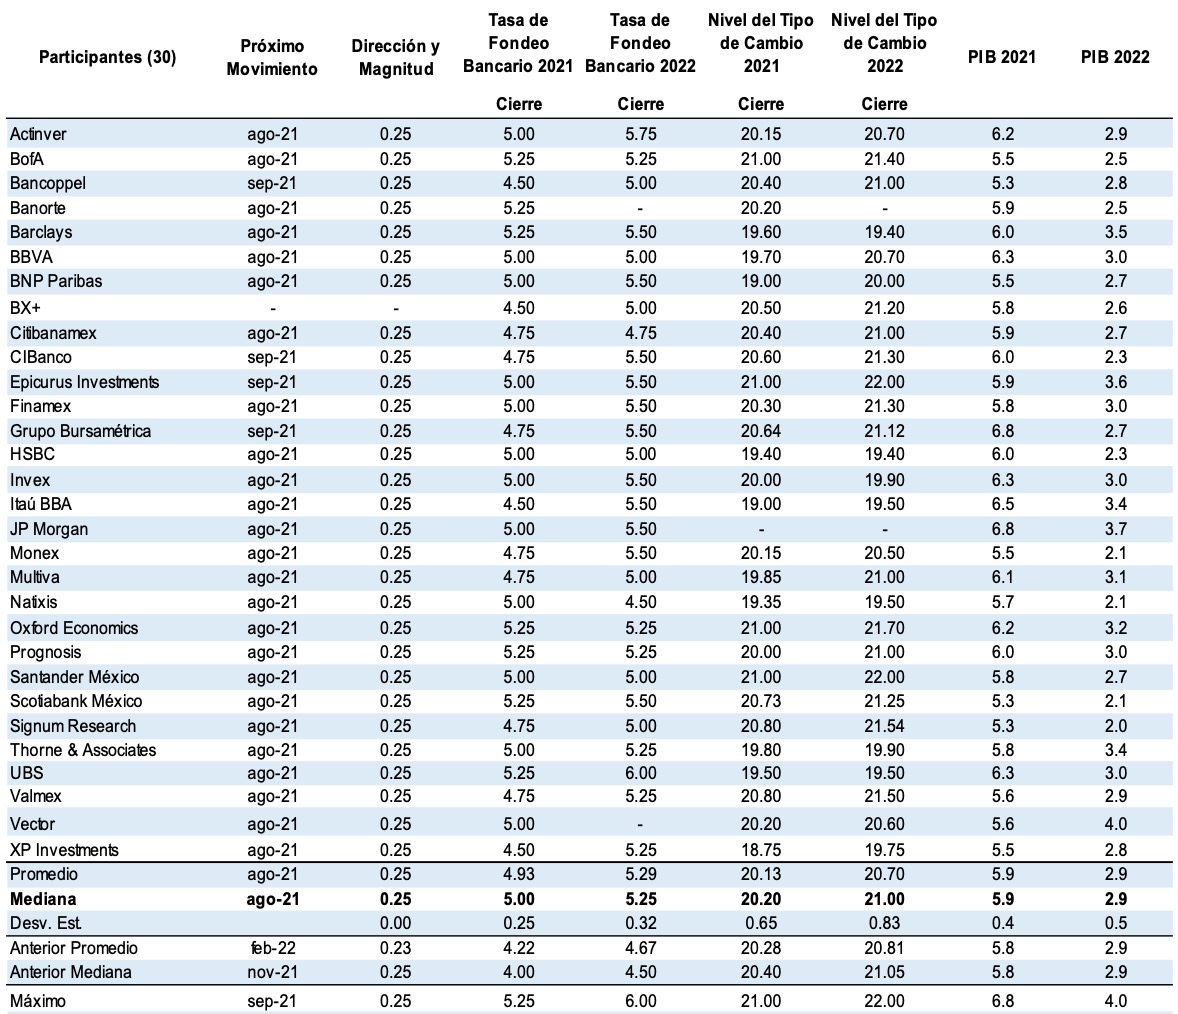 Participantes (30) Próximo Movimiento Dirección y Magnitud Tasa de Fondeo Bancario 2021 Tasa de Fondeo Bancario 2022 Nivel del Tipo de Cambio 2021 Nivel del Tipo de Cambio 2022 PIB 2021 PIB 2022
Cierre Cierre Cierre Cierre
Actinver ago-21 0.25 5.00 5.75 20.15 20.70 6.2 2.9
BofA ago-21 0.25 5.25 5.25 21.00 21.40 5.5 2.5
Bancoppel sep-21 0.25 4.50 5.00 20.40 21.00 5.3 2.8
Banorte ago-21 0.25 5.25 - 20.20 - 5.9 2.5
Barclays ago-21 0.25 5.25 5.50 19.60 19.40 6.0 3.5
BBVA ago-21 0.25 5.00 5.00 19.70 20.70 6.3 3.0
BNP Paribas ago-21 0.25 5.00 5.50 19.00 20.00 5.5 2.7
BX+ - - 4.50 5.00 20.50 21.20 5.8 2.6
Citibanamex ago-21 0.25 4.75 4.75 20.40 21.00 5.9 2.7
CIBanco sep-21 0.25 4.75 5.50 20.60 21.30 6.0 2.3
Epicurus Investments sep-21 0.25 5.00 5.50 21.00 22.00 5.9 3.6
Finamex ago-21 0.25 5.00 5.50 20.30 21.30 5.8 3.0
Grupo Bursamétrica sep-21 0.25 4.75 5.50 20.64 21.12 6.8 2.7
HSBC ago-21 0.25 5.00 5.00 19.40 19.40 6.0 2.3
Invex ago-21 0.25 5.00 5.50 20.00 19.90 6.3 3.0
Itaú BBA ago-21 0.25 4.50 5.50 19.00 19.50 6.5 3.4
JP Morgan ago-21 0.25 5.00 5.50 - - 6.8 3.7
Monex ago-21 0.25 4.75 5.50 20.15 20.50 5.5 2.1
Multiva ago-21 0.25 4.75 5.00 19.85 21.00 6.1 3.1
Natixis ago-21 0.25 5.00 4.50 19.35 19.50 5.7 2.1
Oxford Economics ago-21 0.25 5.25 5.25 21.00 21.70 6.2 3.2
Prognosis ago-21 0.25 5.25 5.25 20.00 21.00 6.0 3.0
Santander México ago-21 0.25 5.00 5.00 21.00 22.00 5.8 2.7
Scotiabank México ago-21 0.25 5.25 5.50 20.73 21.25 5.3 2.1
Signum Research ago-21 0.25 4.75 5.00 20.80 21.54 5.3 2.0
Thorne & Associates ago-21 0.25 5.00 5.25 19.80 19.90 5.8 3.4
UBS ago-21 0.25 5.25 6.00 19.50 19.50 6.3 3.0
Valmex ago-21 0.25 4.75 5.25 20.80 21.50 5.6 2.9
Vector ago-21 0.25 5.00 - 20.20 20.60 5.6 4.0
XP Investments ago-21 0.25 4.50 5.25 18.75 19.75 5.5 2.8
Promedio ago-21 0.25 4.93 5.29 20.13 20.70 5.9 2.9
Mediana ago-21 0.25 5.00 5.25 20.20 21.00 5.9 2.9
Desv. Est. 0.00 0.25 0.32 0.65 0.83 0.4 0.5
Anterior Promedio feb-22 0.23 4.22 4.67 20.28 20.81 5.8 2.9
Anterior Mediana nov-21 0.25 4.00 4.50 20.40 21.05 5.8 2.9
Máximo sep-21 0.25 5.25 6.00 21.00 22.00 6.8 4.0